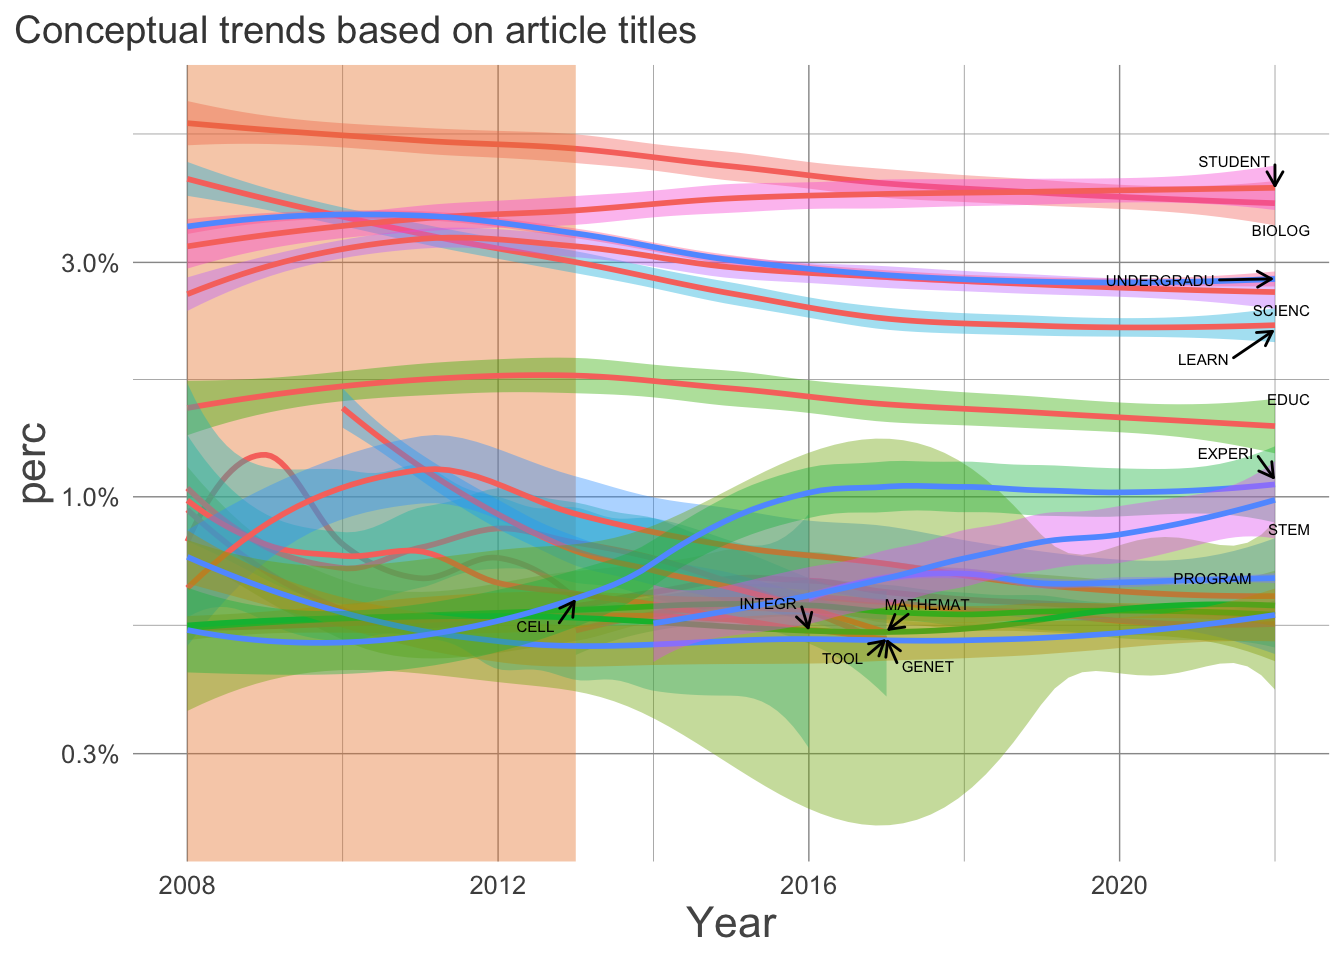 Conceptual trends based on article titles
STUDENT
BIOLOG
3.0%
UNDERGRADU
SCIENC
LEARN
EDUC
perc
EXPERI
1.0%
STEM
PROGRAM
INTEGR
MATHEMAT
CELL
TOOL
GENET
0.3%
2008 2012 2016 2020
Year